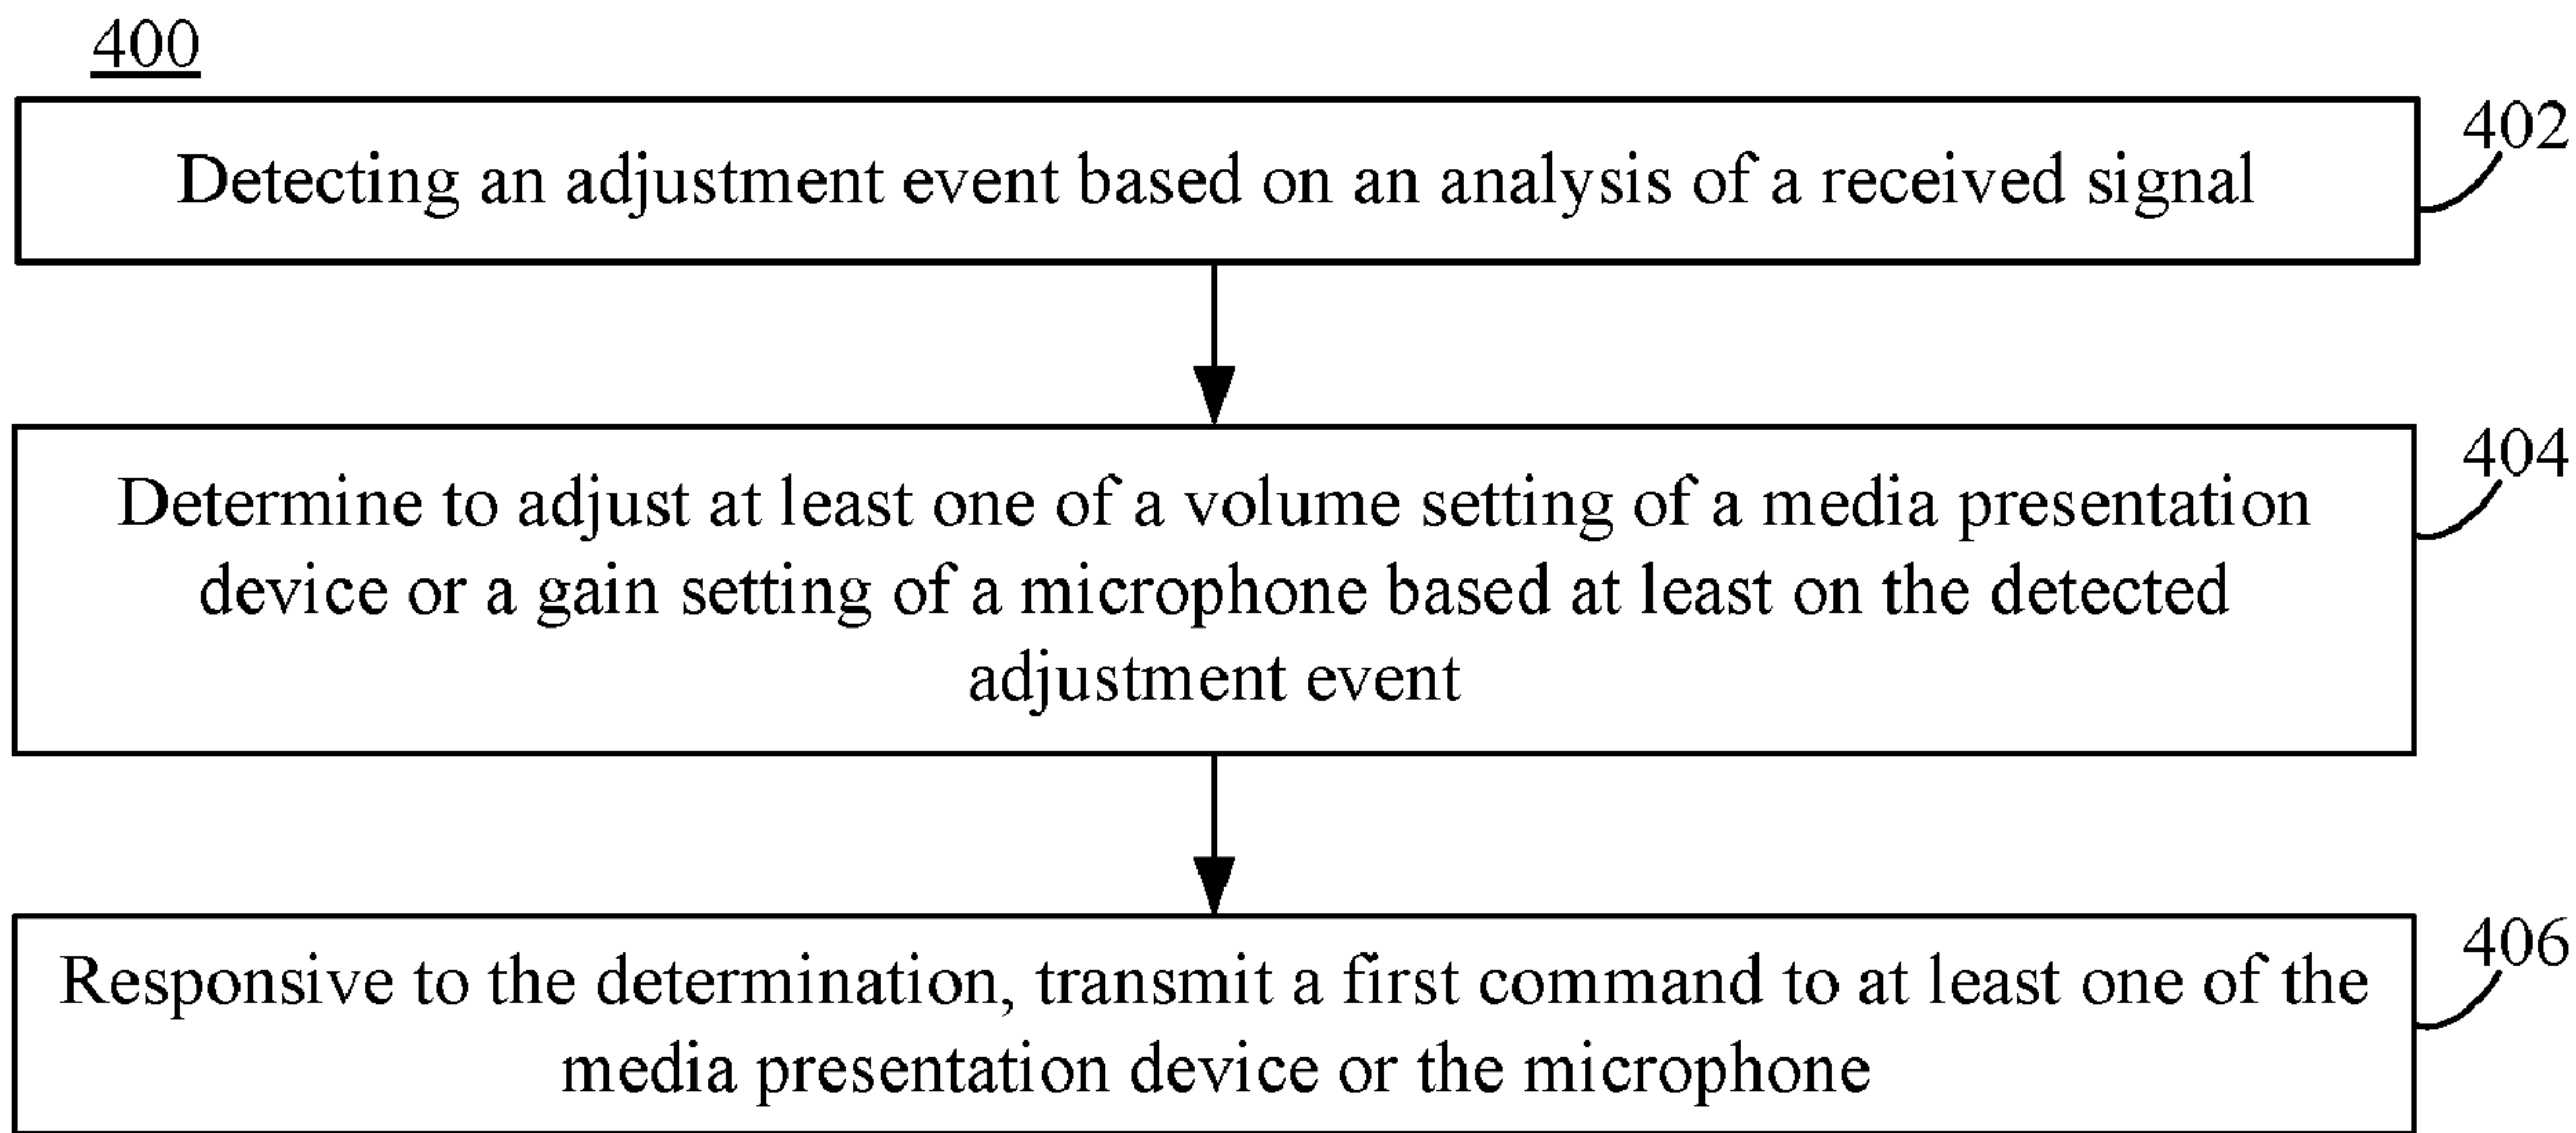 400
402
Detecting an adjustment event based on an analysis of a received signal
404
Determine to adjust at least one of a volume setting of a media presentation
device or a gain setting of a microphone based at least on the detected
adjustment event
406
Responsive to the determination, transmit a first command to at least one of the
media presentation device or the microphone